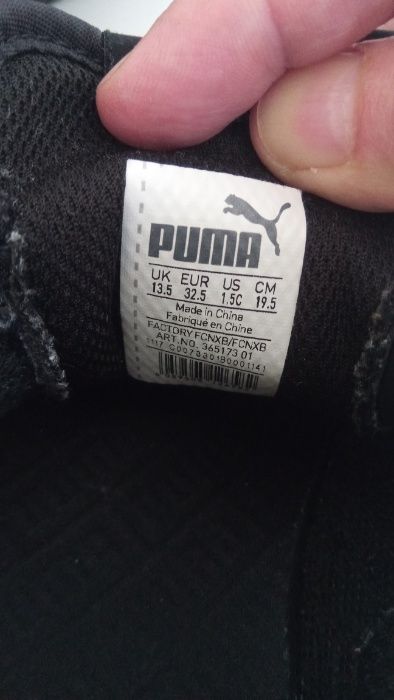 PUMA
UK EUR US CM
13.5 32.5 1.5C 19.5
Made in China
Fabriqué en Chine
FACTORY FCNXB/FCNXB
ART.NO. 365173 01
1117